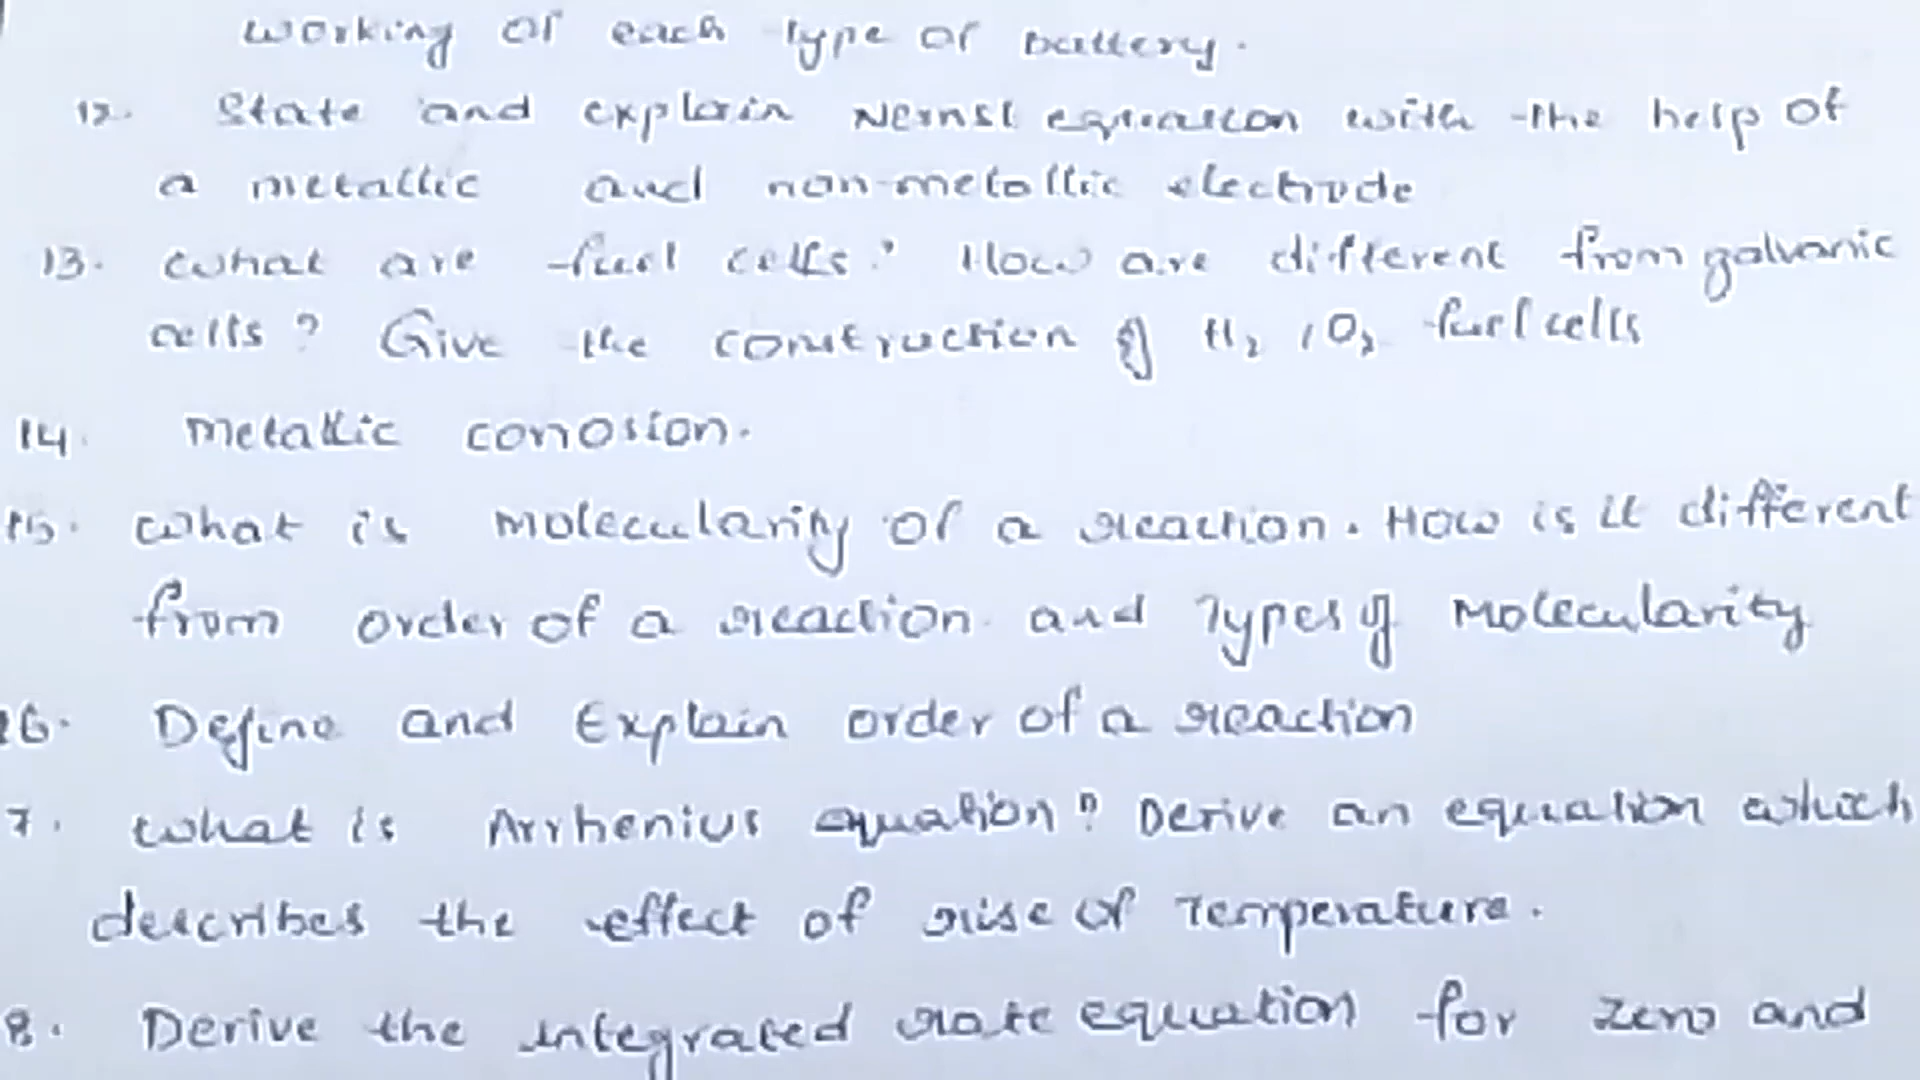 working of each type of battery.
12. State and explain Nernst equation with the help of
a metallic and non-metallic electrode
13. what are fuel cells? How are different from galvanic
cells? Give the construction of H2 / O2 fuel cells
14. Metallic corrosion.
15. what is Molecularity of a reaction. How is it different
from order of a reaction and Types of Molecularity
16. Define and Explain order of a reaction
7. what is Arrhenius equation? Derive an equation which
describes the effect of rise of Temperature.
8. Derive the integrated rate equation for zero and